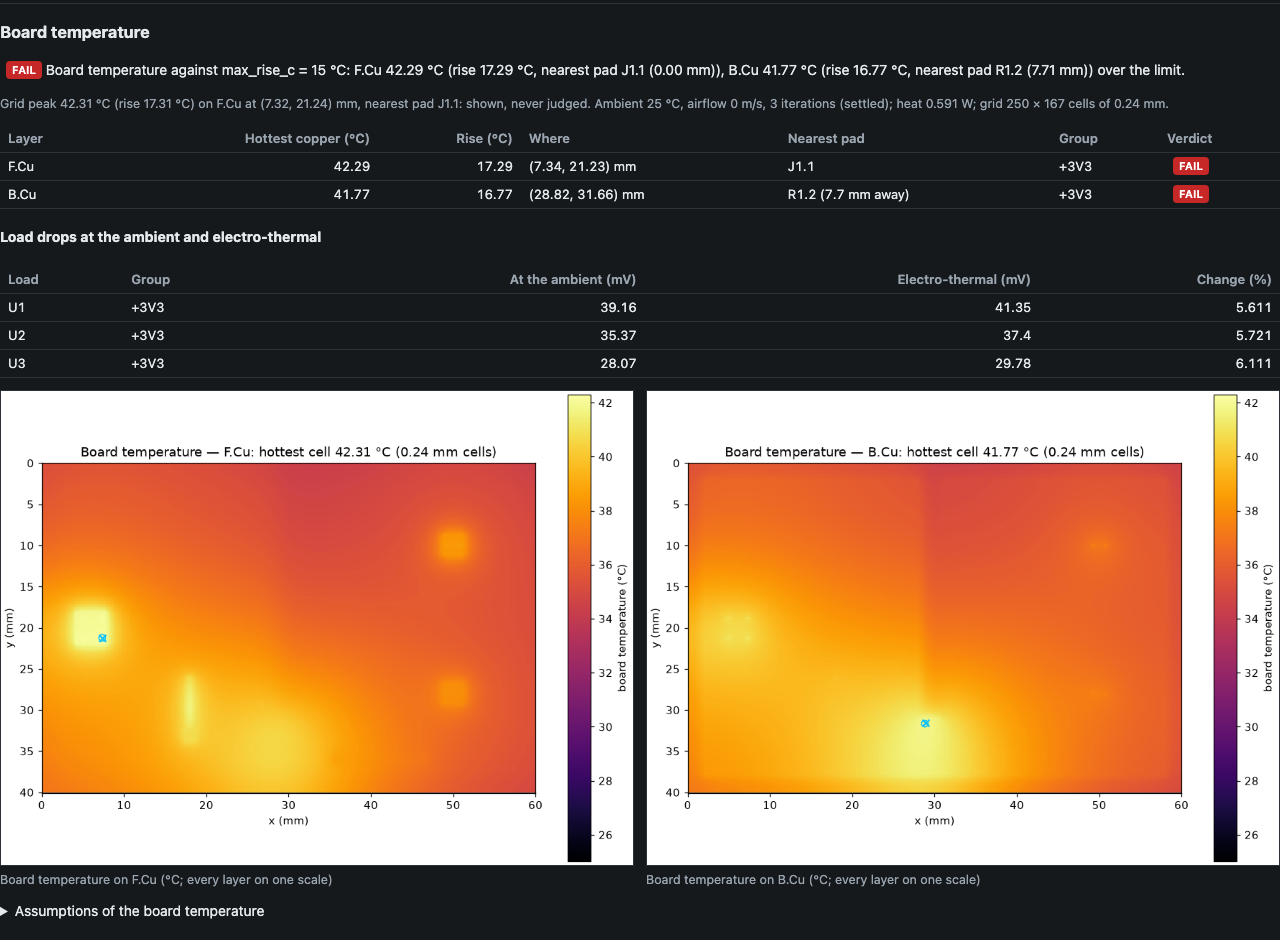 Board temperature
FAIL Board temperature against max_rise_c = 15 °C: F.Cu 42.29 °C (rise 17.29 °C, nearest pad J1.1 (0.00 mm)), B.Cu 41.77 °C (rise 16.77 °C, nearest pad R1.2 (7.71 mm)) over the limit.
Grid peak 42.31 °C (rise 17.31 °C) on F.Cu at (7.32, 21.24) mm, nearest pad J1.1: shown, never judged. Ambient 25 °C, airflow 0 m/s, 3 iterations (settled); heat 0.591 W; grid 250 × 167 cells of 0.24 mm.
Layer Hottest copper (°C) Rise (°C) Where Nearest pad Group Verdict
F.Cu 42.29 17.29 (7.34, 21.23) mm J1.1 +3V3 FAIL
B.Cu 41.77 16.77 (28.82, 31.66) mm R1.2 (7.7 mm away) +3V3 FAIL
Load drops at the ambient and electro-thermal
Load Group At the ambient (mV) Electro-thermal (mV) Change (%)
U1 +3V3 39.16 41.35 5.611
U2 +3V3 35.37 37.4 5.721
U3 +3V3 28.07 29.78 6.111
Board temperature — F.Cu: hottest cell 42.31 °C (0.24 mm cells)
0
5
10
15
20
25
30
35
40
y (mm)
0 10 20 30 40 50 60
x (mm)
42
40
38
36
34
32
30
28
26
board temperature (°C)
Board temperature — B.Cu: hottest cell 41.77 °C (0.24 mm cells)
0
5
10
15
20
25
30
35
40
y (mm)
0 10 20 30 40 50 60
x (mm)
42
40
38
36
34
32
30
28
26
board temperature (°C)
Board temperature on F.Cu (°C; every layer on one scale)
Board temperature on B.Cu (°C; every layer on one scale)
Assumptions of the board temperature